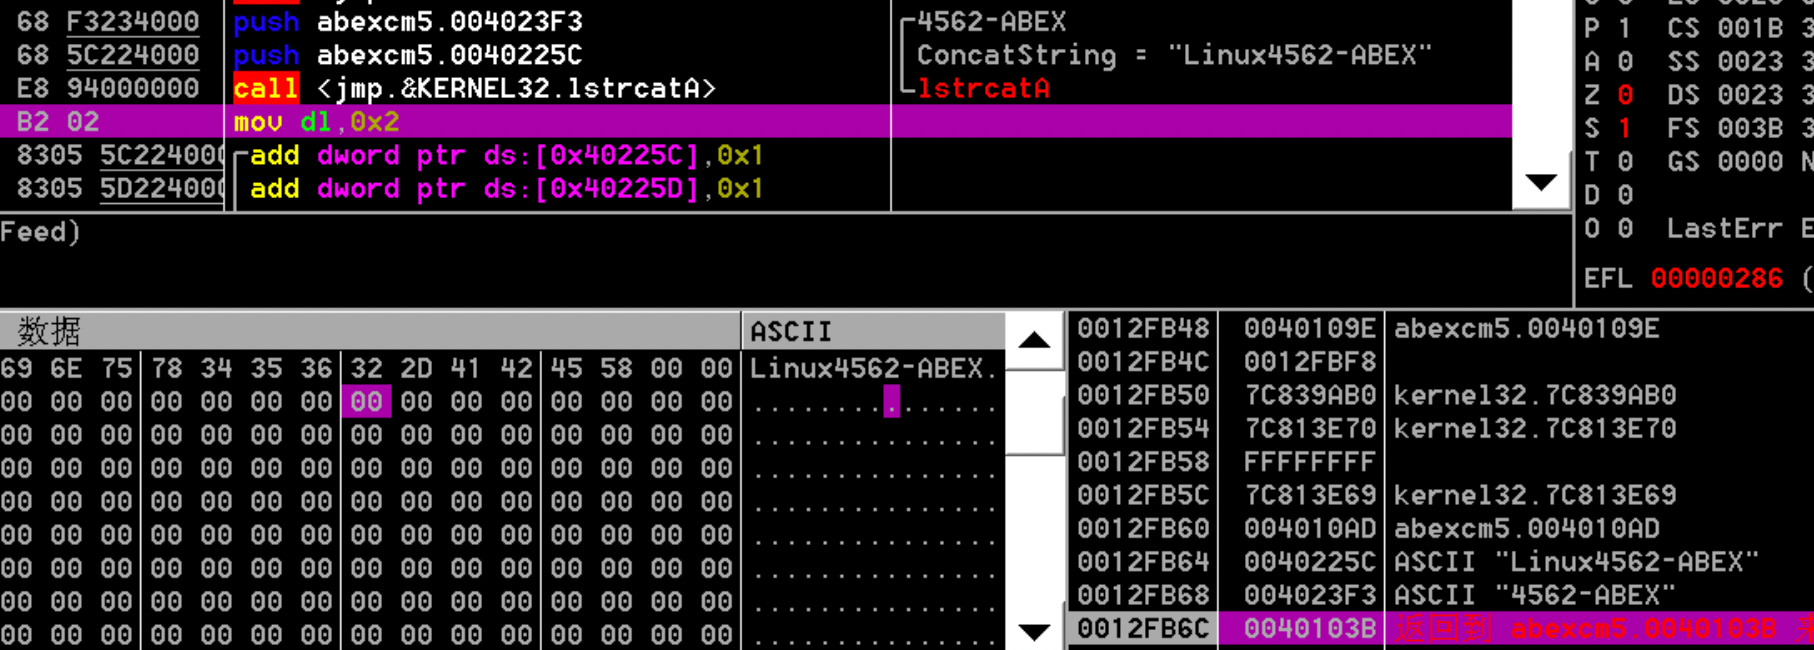 68 F3234000 push abexcm5.004023F3 4562-ABEX
68 5C224000 push abexcm5.0040225C ConcatString = "Linux4562-ABEX"
E8 94000000 call <jmp.&KERNEL32.lstrcatA> lstrcatA
B2 02 mov dl,0x2
8305 5C22400 add dword ptr ds:[0x40225C],0x1
8305 5D22400 add dword ptr ds:[0x40225D],0x1
P 1 CS 001B 3
A 0 SS 0023 3
Z 0 DS 0023 3
S 1 FS 003B 3
T 0 GS 0000 N
D 0
O 0 LastErr E
EFL 00000286 (
Feed)
数据 ASCII
69 6E 75 78 34 35 36 32 2D 41 42 45 58 00 00 Linux4562-ABEX.
00 00 00 00 00 00 00 00 00 00 00 00 00 00 00 ...............
00 00 00 00 00 00 00 00 00 00 00 00 00 00 00 ...............
00 00 00 00 00 00 00 00 00 00 00 00 00 00 00 ...............
00 00 00 00 00 00 00 00 00 00 00 00 00 00 00 ...............
00 00 00 00 00 00 00 00 00 00 00 00 00 00 00 ...............
00 00 00 00 00 00 00 00 00 00 00 00 00 00 00 ...............
00 00 00 00 00 00 00 00 00 00 00 00 00 00 00 ...............
00 00 00 00 00 00 00 00 00 00 00 00 00 00 00 ...............
0012FB48 0040109E abexcm5.0040109E
0012FB4C 0012FBF8
0012FB50 7C839AB0 kernel32.7C839AB0
0012FB54 7C813E70 kernel32.7C813E70
0012FB58 FFFFFFFF
0012FB5C 7C813E69 kernel32.7C813E69
0012FB60 004010AD abexcm5.004010AD
0012FB64 0040225C ASCII "Linux4562-ABEX"
0012FB68 004023F3 ASCII "4562-ABEX"
0012FB6C 0040103B 返回到 abexcm5.0040103B